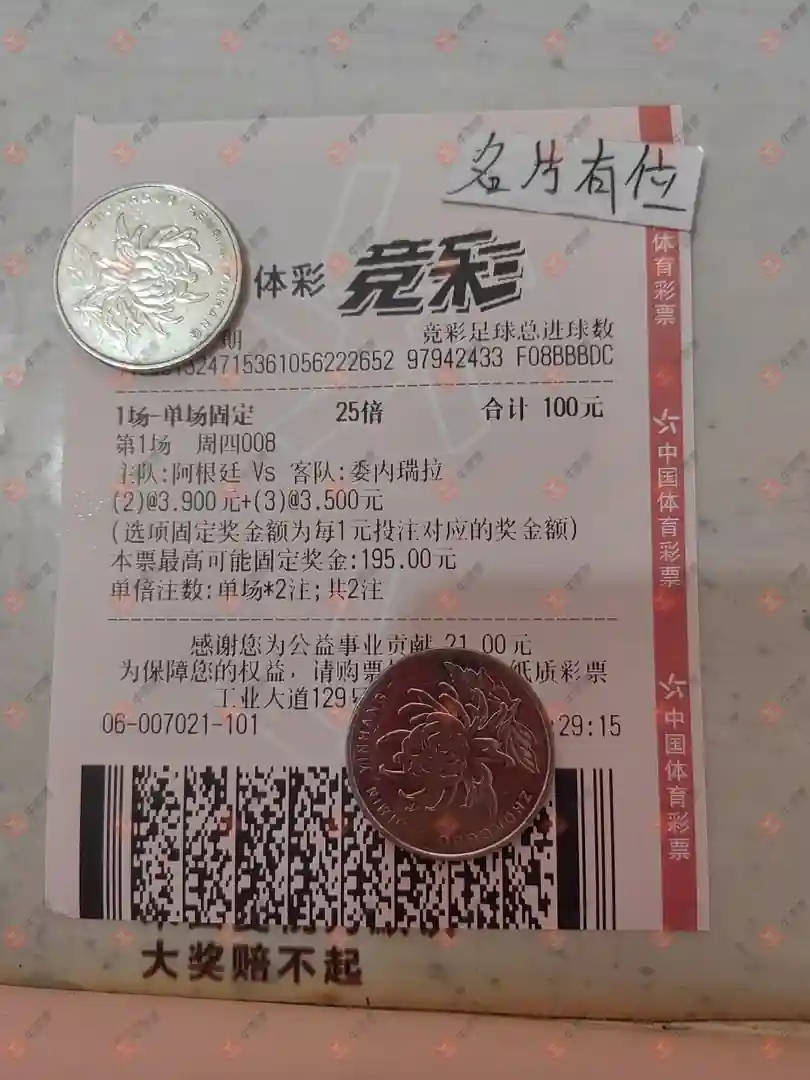 名片有位
体彩 竞彩
期 竞彩足球总进球数
24715361056222652 97942433 F08BBBDC
1场-单场固定 25倍 合计 100元
第1场 周四008
主队:阿根廷 Vs 客队:委内瑞拉
(2)@3.900元+(3)@3.500元
(选项固定奖金额为每1元投注对应的奖金额)
本票最高可能固定奖金:195.00元
单倍注数:单场*2注;共2注
感谢您为公益事业贡献 21.00元
为保障您的权益，请购票 纸质彩票
工业大道129号
06-007021-101 :29:15
体育彩票
中国体育彩票
中国体育彩票
大奖赔不起